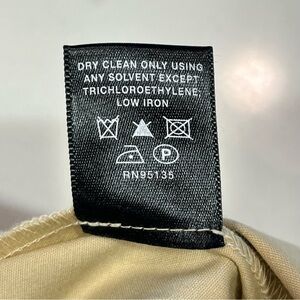 DRY CLEAN ONLY USING
ANY SOLVENT EXCEPT
TRICHLOROETHYLENE;
LOW IRON
P
RN95135